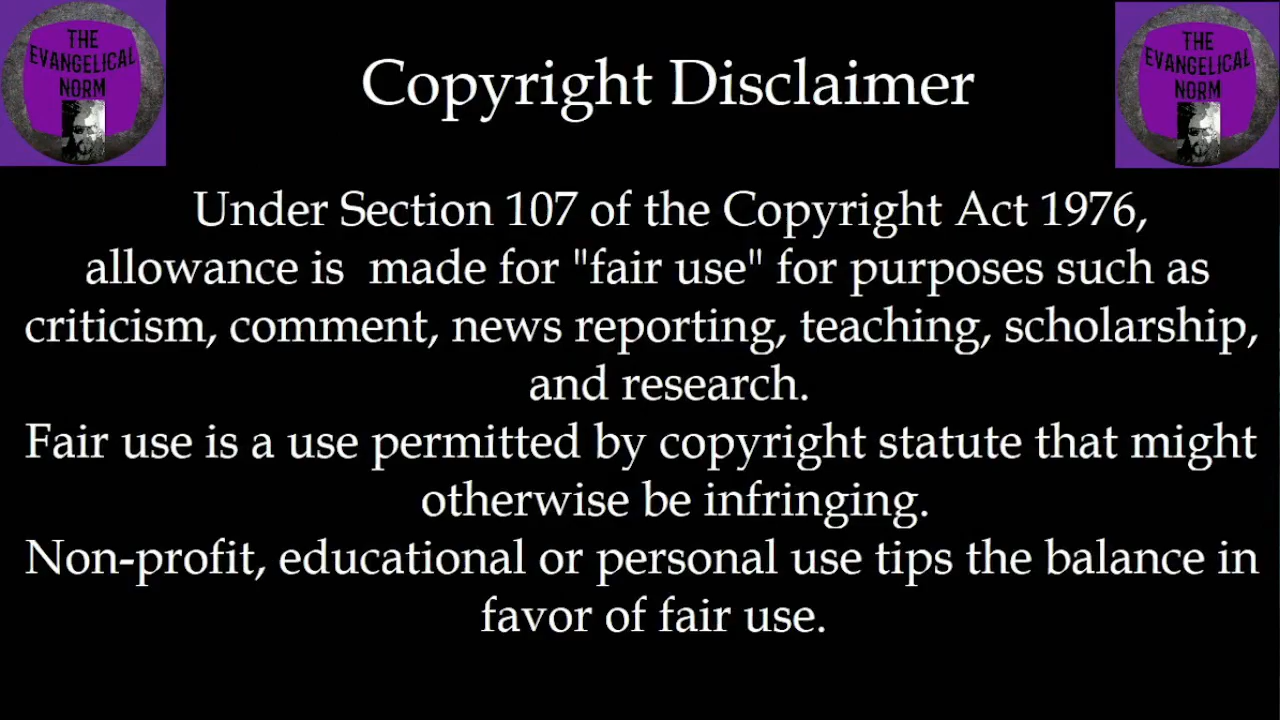 THE
EVANGELICAL
NORM
Copyright Disclaimer
THE
EVANGELICAL
NORM
Under Section 107 of the Copyright Act 1976,
allowance is  made for "fair use" for purposes such as
criticism, comment, news reporting, teaching, scholarship,
and research.
Fair use is a use permitted by copyright statute that might
otherwise be infringing.
Non-profit, educational or personal use tips the balance in
favor of fair use.